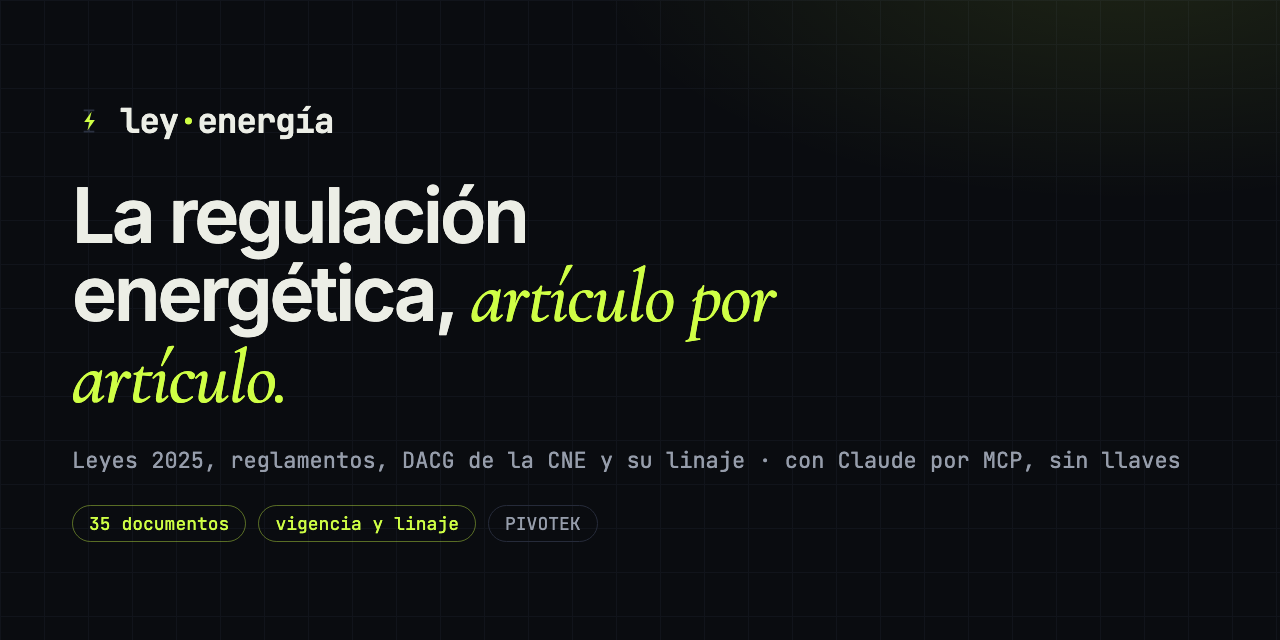 ley·energía
La regulación
energética, artículo por
artículo.
Leyes 2025, reglamentos, DACG de la CNE y su linaje · con Claude por MCP, sin llaves
35 documentos
vigencia y linaje
PIVOTEK